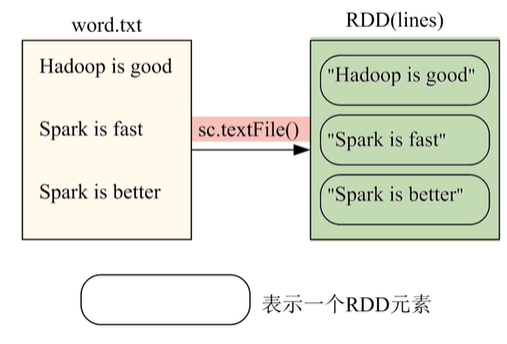 word.txt
RDD(lines)
Hadoop is good
Spark is fast
Spark is better
sc.textFile()
"Hadoop is good"
"Spark is fast"
"Spark is better"
表示一个RDD元素